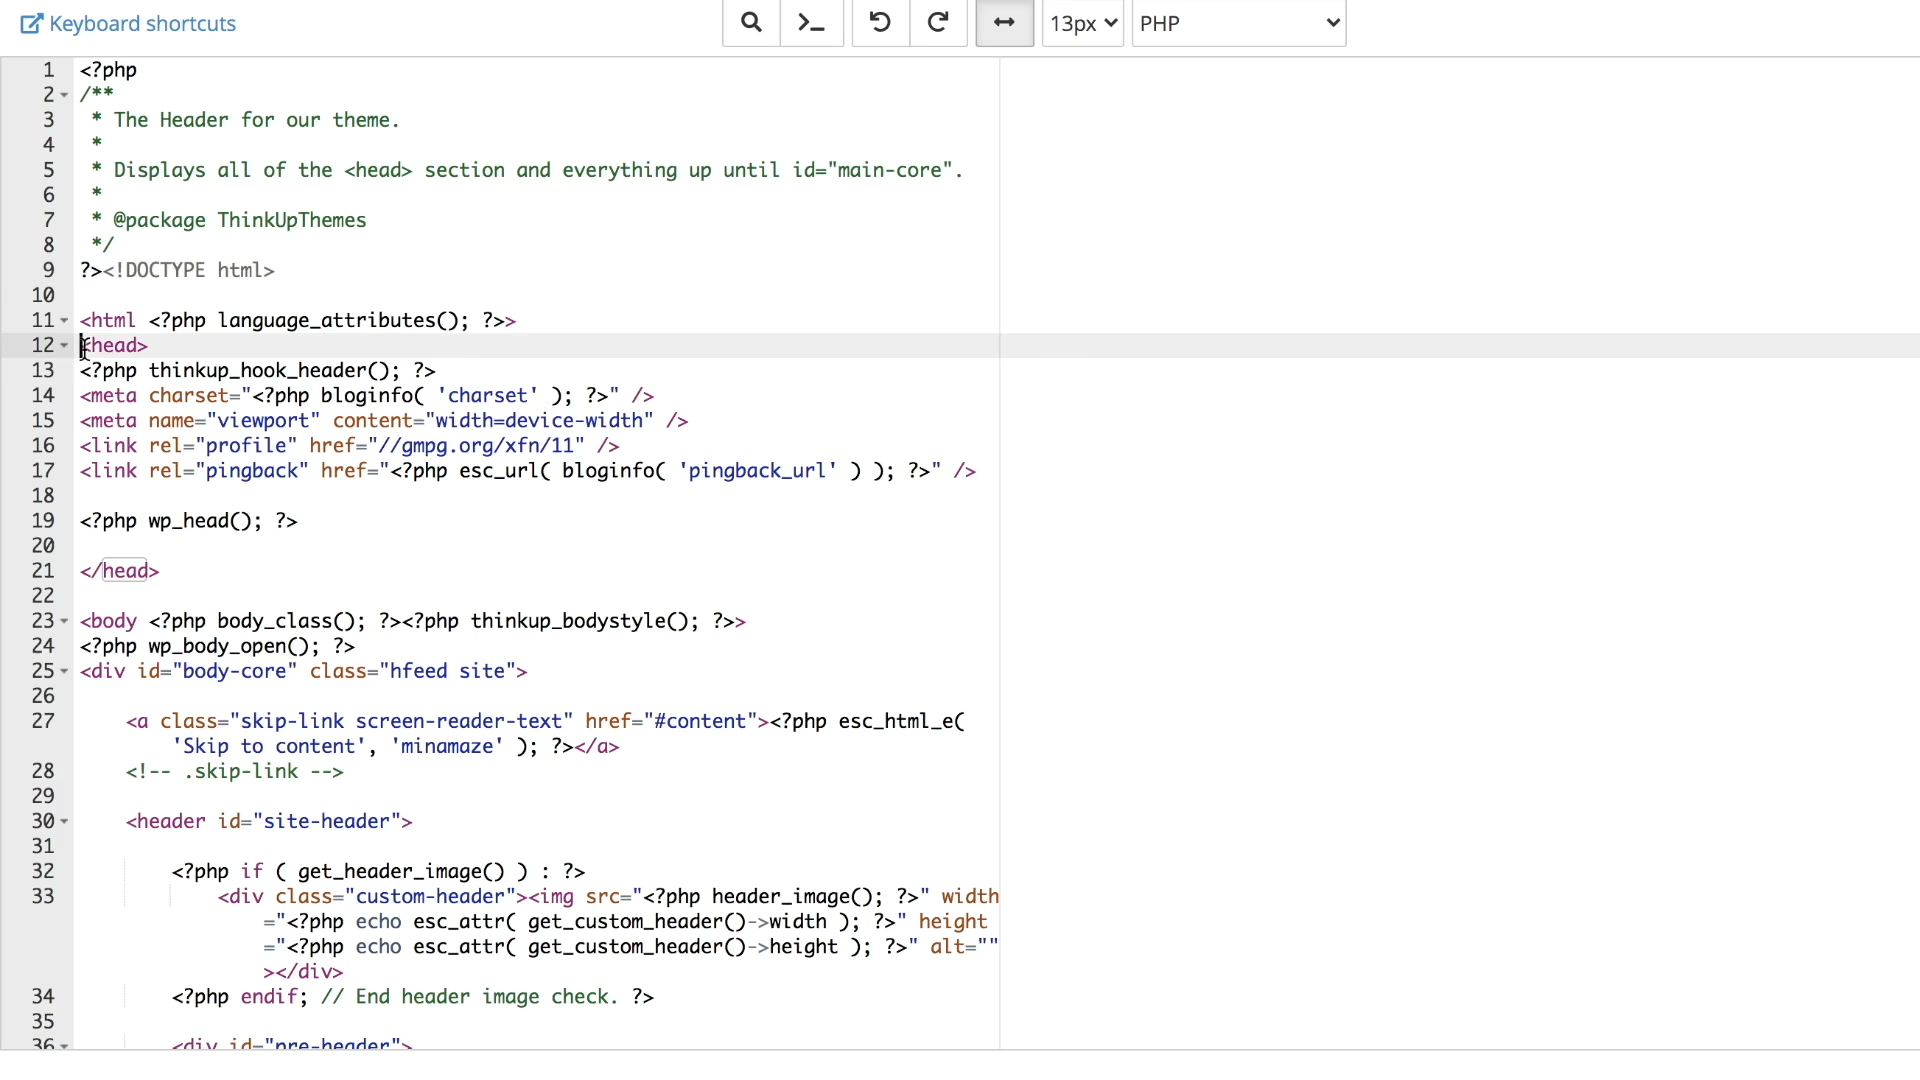 Keyboard shortcuts
13px PHP
1 <?php
2 /**
3 * The Header for our theme.
4 *
5 * Displays all of the <head> section and everything up until id="main-core".
6 *
7 * @package ThinkUpThemes
8 */
9 ?><!DOCTYPE html>
10
11 <html <?php language_attributes(); ?>>
12 <head>
13 <?php thinkup_hook_header(); ?>
14 <meta charset="<?php bloginfo( 'charset' ); ?>" />
15 <meta name="viewport" content="width=device-width" />
16 <link rel="profile" href="//gmpg.org/xfn/11" />
17 <link rel="pingback" href="<?php esc_url( bloginfo( 'pingback_url' ) ); ?>" />
18
19 <?php wp_head(); ?>
20
21 </head>
22
23 <body <?php body_class(); ?><?php thinkup_bodystyle(); ?>>
24 <?php wp_body_open(); ?>
25 <div id="body-core" class="hfeed site">
26
27 <a class="skip-link screen-reader-text" href="#content"><?php esc_html_e(
'Skip to content', 'minamaze' ); ?></a>
28 <!-- .skip-link -->
29
30 <header id="site-header">
31
32 <?php if ( get_header_image() ) : ?>
33 <div class="custom-header"><img src="<?php header_image(); ?>" width
="<?php echo esc_attr( get_custom_header()->width ); ?>" height
="<?php echo esc_attr( get_custom_header()->height ); ?>" alt=""
></div>
34 <?php endif; // End header image check. ?>
35
36 <div id="pre-header">